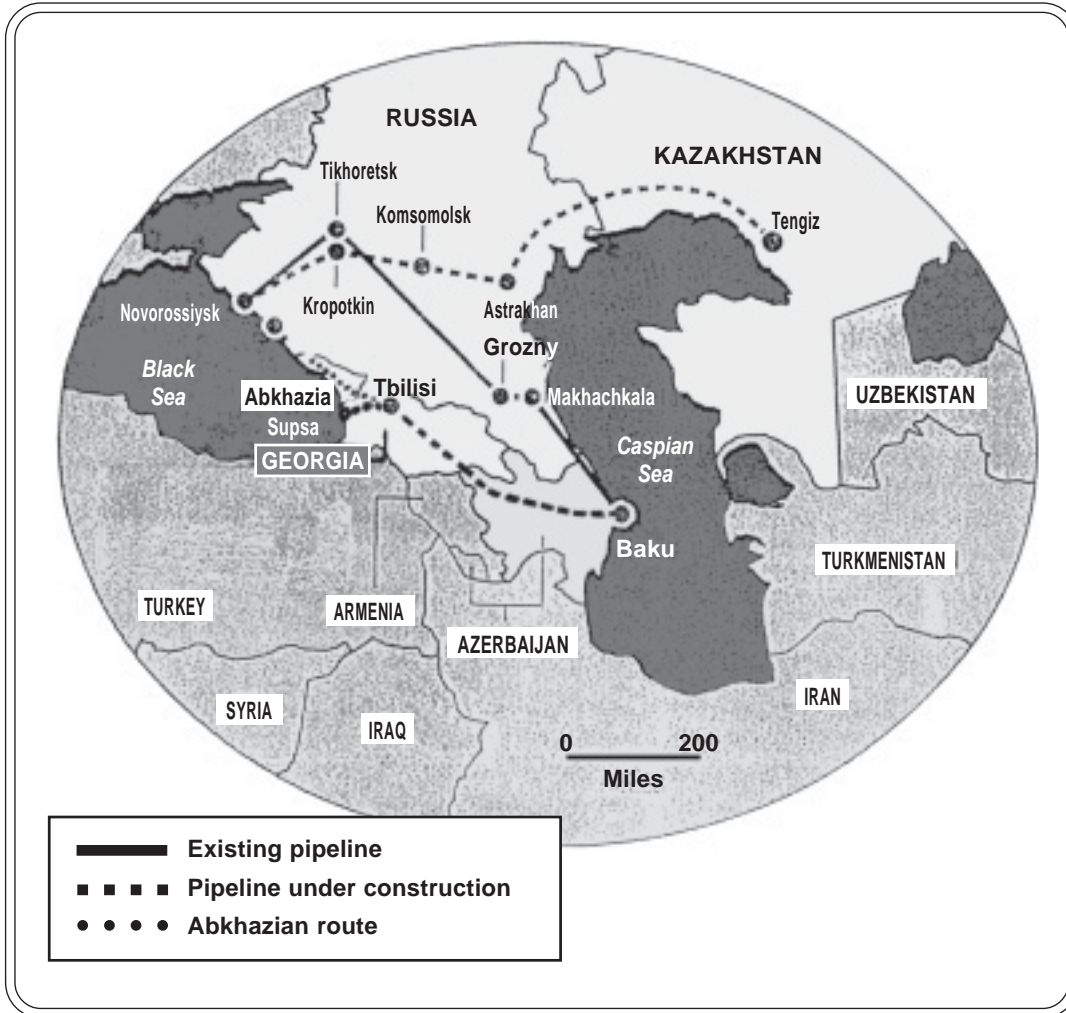 RUSSIA
KAZAKHSTAN
Tikhoretsk
Komsomolsk
Tengiz
Novorossiysk
Kropotkin
Astrakhan
Grozny
Black
Sea
Abkhazia
Tbilisi
Makhachkala
UZBEKISTAN
Supsa
GEORGIA
Caspian
Sea
Baku
TURKMENISTAN
TURKEY
ARMENIA
AZERBAIJAN
SYRIA
IRAQ
IRAN
0 200
Miles
Existing pipeline
Pipeline under construction
Abkhazian route